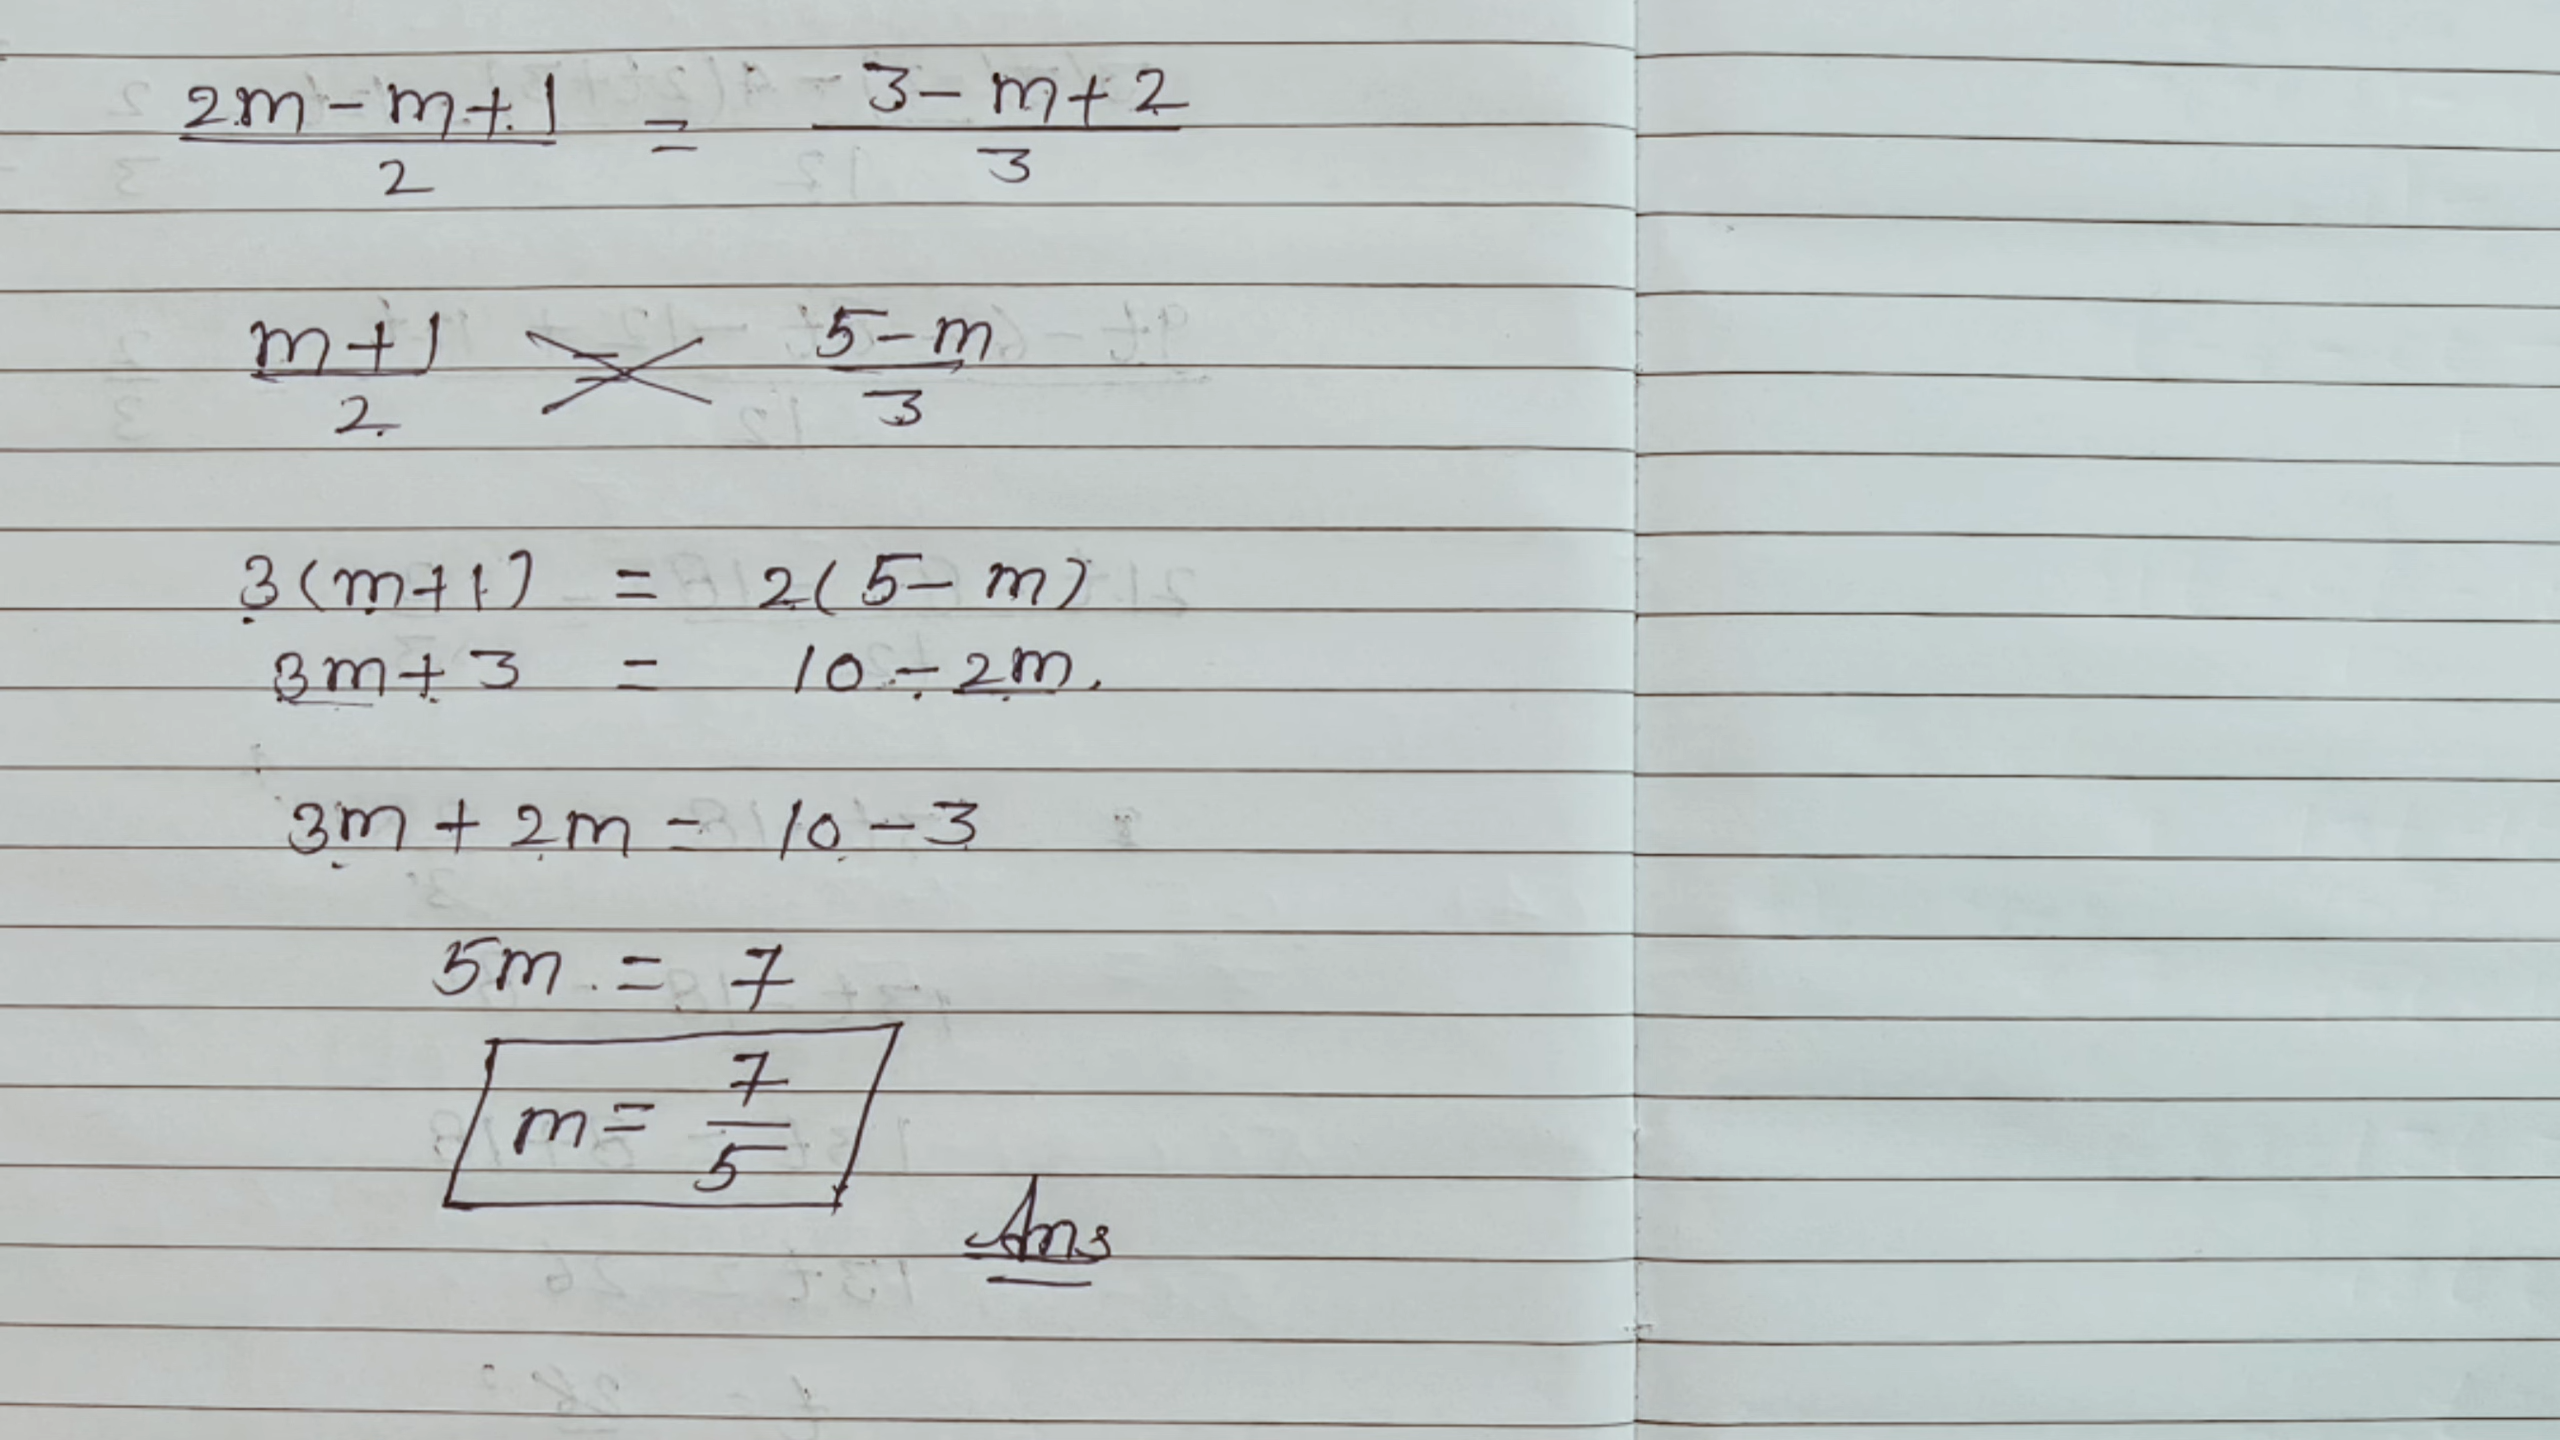 2m - m + 1 / 2 = 3 - m + 2 / 3
m + 1 / 2 = 5 - m / 3
3(m + 1) = 2(5 - m)
3m + 3 = 10 - 2m.
3m + 2m = 10 - 3
5m = 7
m = 7/5
Ans